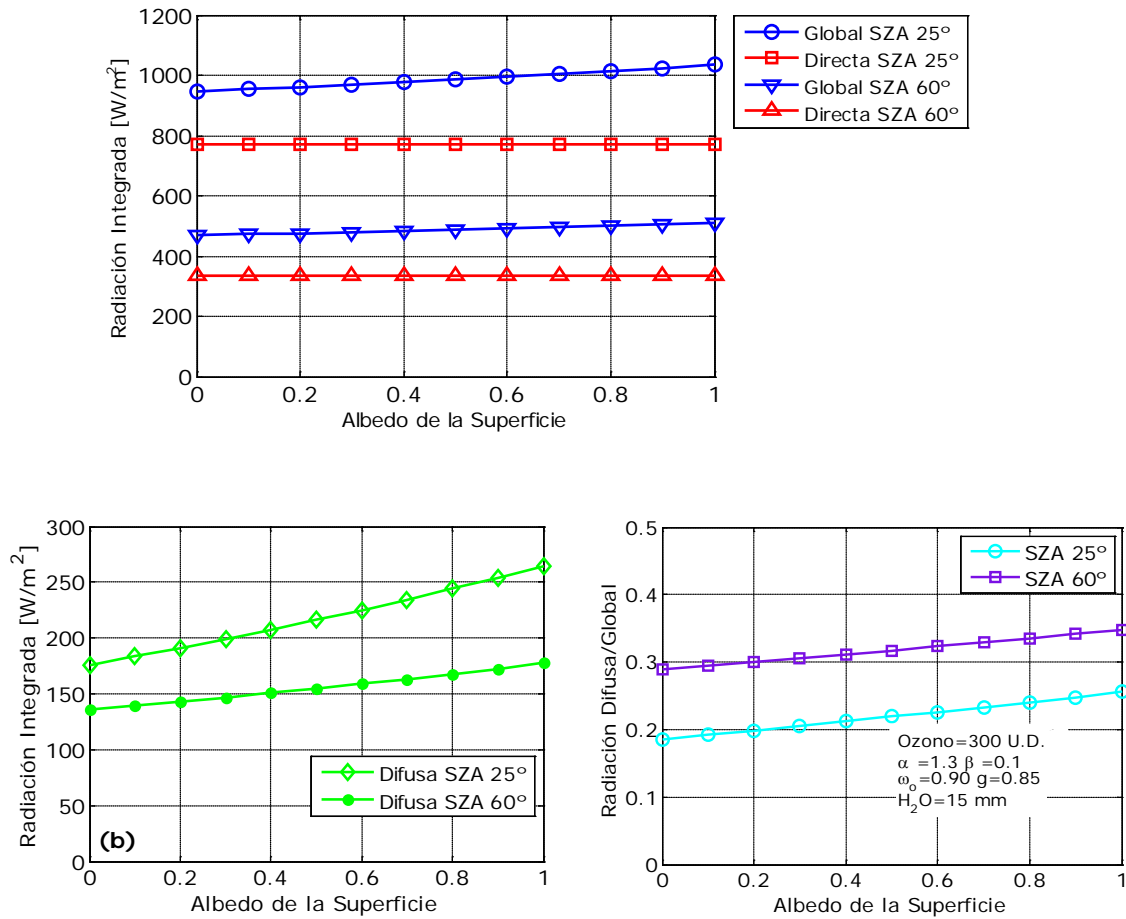 1200
1000
800
600
400
200
0
Radiación Integrada [W/m²]
0 0.2 0.4 0.6 0.8 1
Albedo de la Superficie
Global SZA 25º
Directa SZA 25º
Global SZA 60º
Directa SZA 60º
300
250
200
150
100
50
0
Radiación Integrada [W/m²]
Difusa SZA 25º
Difusa SZA 60º
(b)
0 0.2 0.4 0.6 0.8 1
Albedo de la Superficie
0.5
0.4
0.3
0.2
0.1
0
Radiación Difusa/Global
SZA 25º
SZA 60º
Ozono=300 U.D.
α =1.3 β =0.1
ω₀=0.90 g=0.85
H₂O=15 mm
0 0.2 0.4 0.6 0.8 1
Albedo de la Superficie